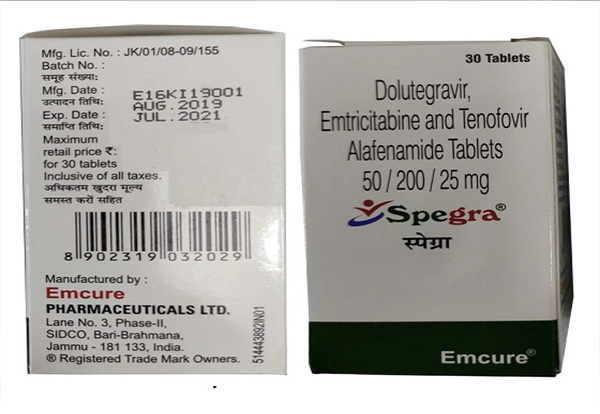 Mfg. Lic. No. : JK/01/08-09/155
Batch No. :
समूह संख्या:
E16KI19001
Mfg. Date :
उत्पादन तिथि:
AUG.2019
Exp. Date :
समाप्ति तिथि:
JUL.2021
Maximum
retail price ₹:
for 30 tablets
Inclusive of all taxes.
अधिकतम खुदरा मूल्य
समस्त करों सहित
8 902319 032029
Manufactured by :
Emcure
PHARMACEUTICALS LTD.
Lane No. 3, Phase-II,
SIDCO, Bari-Brahmana,
Jammu - 181 133, India.
® Registered Trade Mark Owners.
514443892IN01
30 Tablets
Dolutegravir,
Emtricitabine and Tenofovir
Alafenamide Tablets
50 / 200 / 25 mg
Spegra®
स्पेग्रा
Emcure®